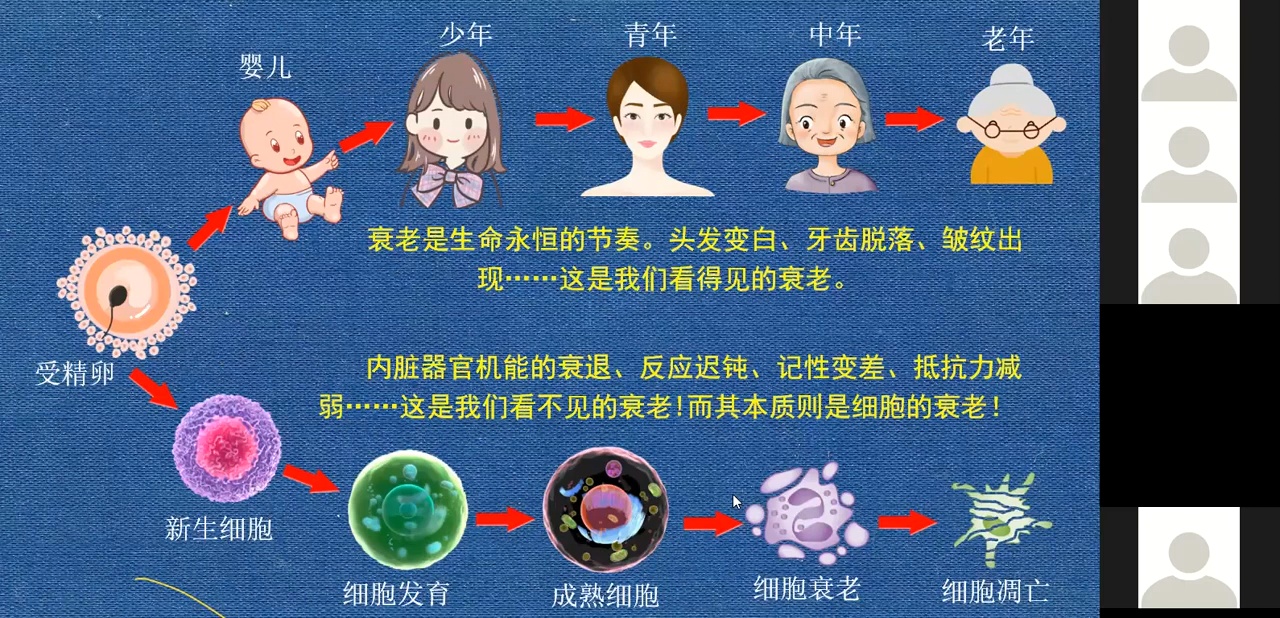 少年
青年
中年
老年
婴儿
衰老是生命永恒的节奏。头发变白、牙齿脱落、皱纹出
现……这是我们看得见的衰老。
受精卵
内脏器官机能的衰退、反应迟钝、记性变差、抵抗力减
弱……这是我们看不见的衰老!而其本质则是细胞的衰老!
新生细胞
细胞发育
成熟细胞
细胞衰老
细胞凋亡